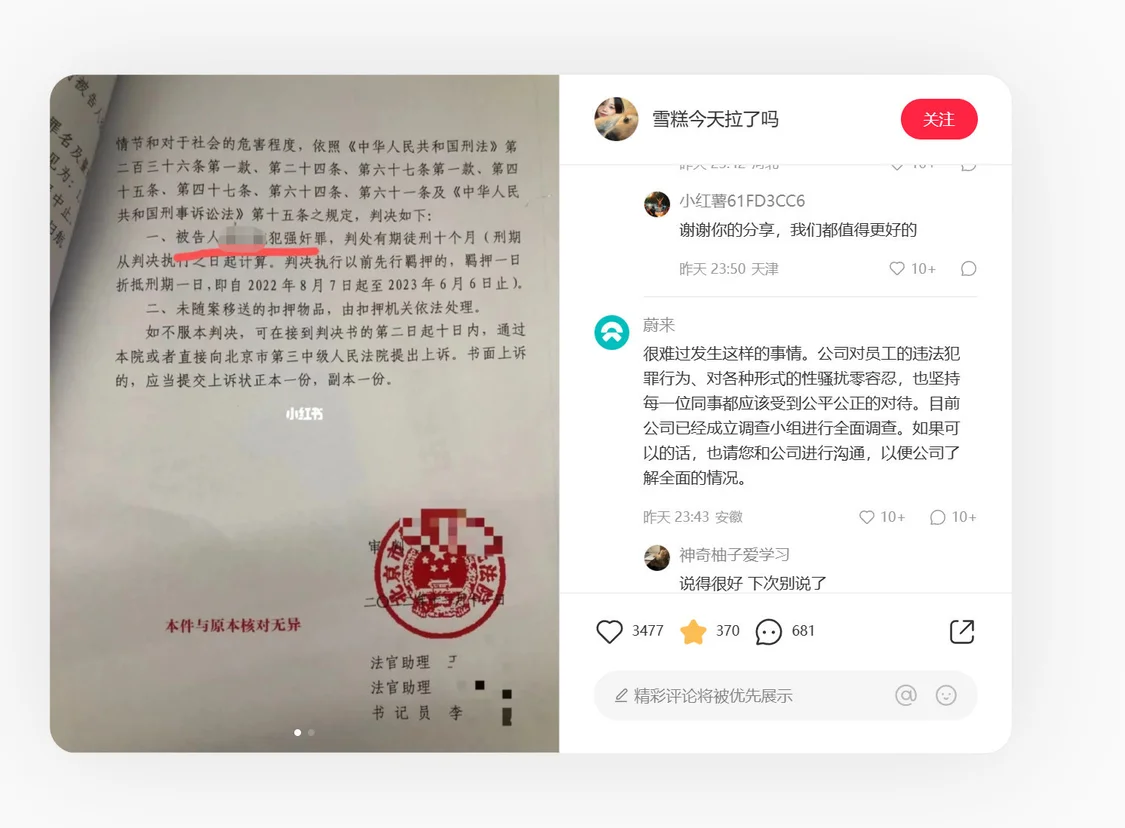 被告人
罪名及
现为：
中止
情节和对于社会的危害程度，依照《中华人民共和国刑法》第
二百三十六条第一款、第二十四条、第六十七条第一款、第四
十五条、第四十七条、第六十四条、第六十一条及《中华人民
共和国刑事诉讼法》第十五条之规定，判决如下：
一、被告人 犯强奸罪，判处有期徒刑十个月（刑期
从判决执行之日起计算。判决执行以前先行羁押的，羁押一日
折抵刑期一日，即自2022年8月7日起至2023年6月6日止）。
二、未随案移送的扣押物品，由扣押机关依法处理。
如不服本判决，可在接到判决书的第二日起十日内，通过
本院或者直接向北京市第三中级人民法院提出上诉。书面上诉
的，应当提交上诉状正本一份，副本一份。
小红书
审判
北京市 法院
本件与原本核对无异
法官助理
法官助理
书记员 李
雪糕今天拉了吗
关注
昨天 23:42 河北
10+
小红薯61FD3CC6
谢谢你的分享，我们都值得更好的
昨天 23:50 天津
10+
蔚来
很难过发生这样的事情。公司对员工的违法犯
罪行为、对各种形式的性骚扰零容忍，也坚持
每一位同事都应该受到公平公正的对待。目前
公司已经成立调查小组进行全面调查。如果可
以的话，也请您和公司进行沟通，以便公司了
解全面的情况。
昨天 23:43 安徽
10+ 10+
神奇柚子爱学习
说得很好 下次别说了
3477 370 681
精彩评论将被优先展示